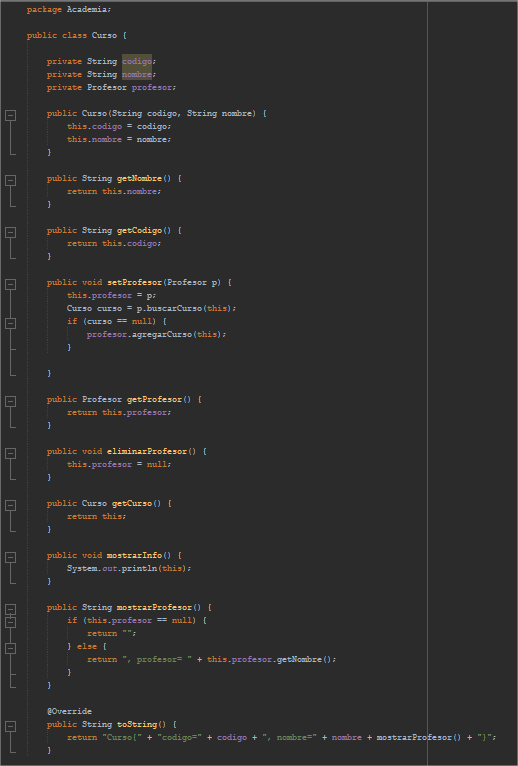 package Academia;
public class Curso {
private String codigo;
private String nombre;
private Profesor profesor;
public Curso(String codigo, String nombre) {
this.codigo = codigo;
this.nombre = nombre;
}
public String getNombre() {
return this.nombre;
}
public String getCodigo() {
return this.codigo;
}
public void setProfesor(Profesor p) {
this.profesor = p;
Curso curso = p.buscarCurso(this);
if (curso == null) {
profesor.agregarCurso(this);
}
}
public Profesor getProfesor() {
return this.profesor;
}
public void eliminarProfesor() {
this.profesor = null;
}
public Curso getCurso() {
return this;
}
public void mostrarInfo() {
System.out.println(this);
}
public String mostrarProfesor() {
if (this.profesor == null) {
return "";
} else {
return ", profesor= " + this.profesor.getNombre();
}
}
@Override
public String toString() {
return "Curso{" + "codigo=" + codigo + ", nombre=" + nombre + mostrarProfesor() + "}";
}